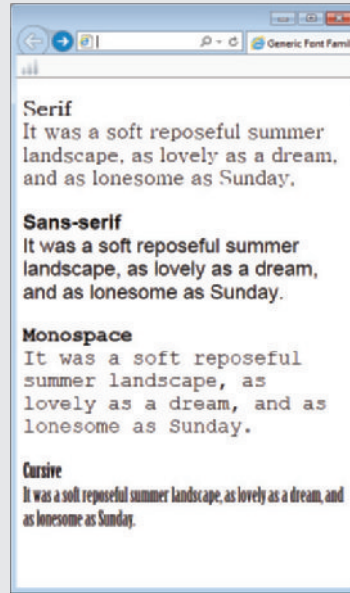 Generic Font Famil
Serif
It was a soft reposeful summer
landscape, as lovely as a dream,
and as lonesome as Sunday.
Sans-serif
It was a soft reposeful summer
landscape, as lovely as a dream,
and as lonesome as Sunday.
Monospace
It was a soft reposeful
summer landscape, as
lovely as a dream, and as
lonesome as Sunday.
Cursive
It was a soft reposeful summer landscape, as lovely as a dream, and
as lonesome as Sunday.